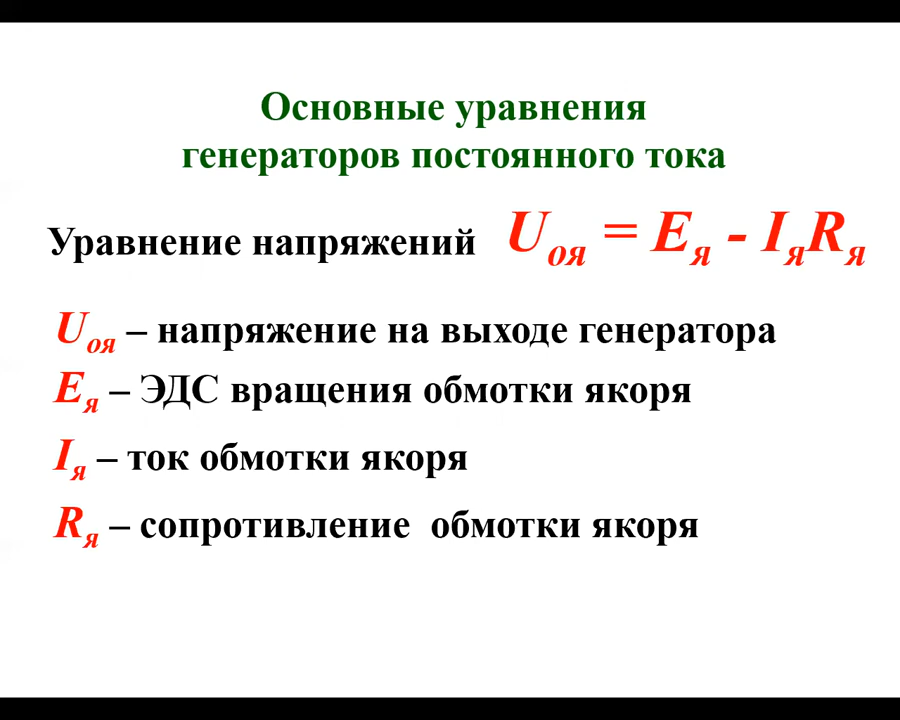 Основные уравнения
генераторов постоянного тока
Уравнение напряжений Uоя = Eя - IяRя
Uоя – напряжение на выходе генератора
Eя – ЭДС вращения обмотки якоря
Iя – ток обмотки якоря
Rя – сопротивление обмотки якоря